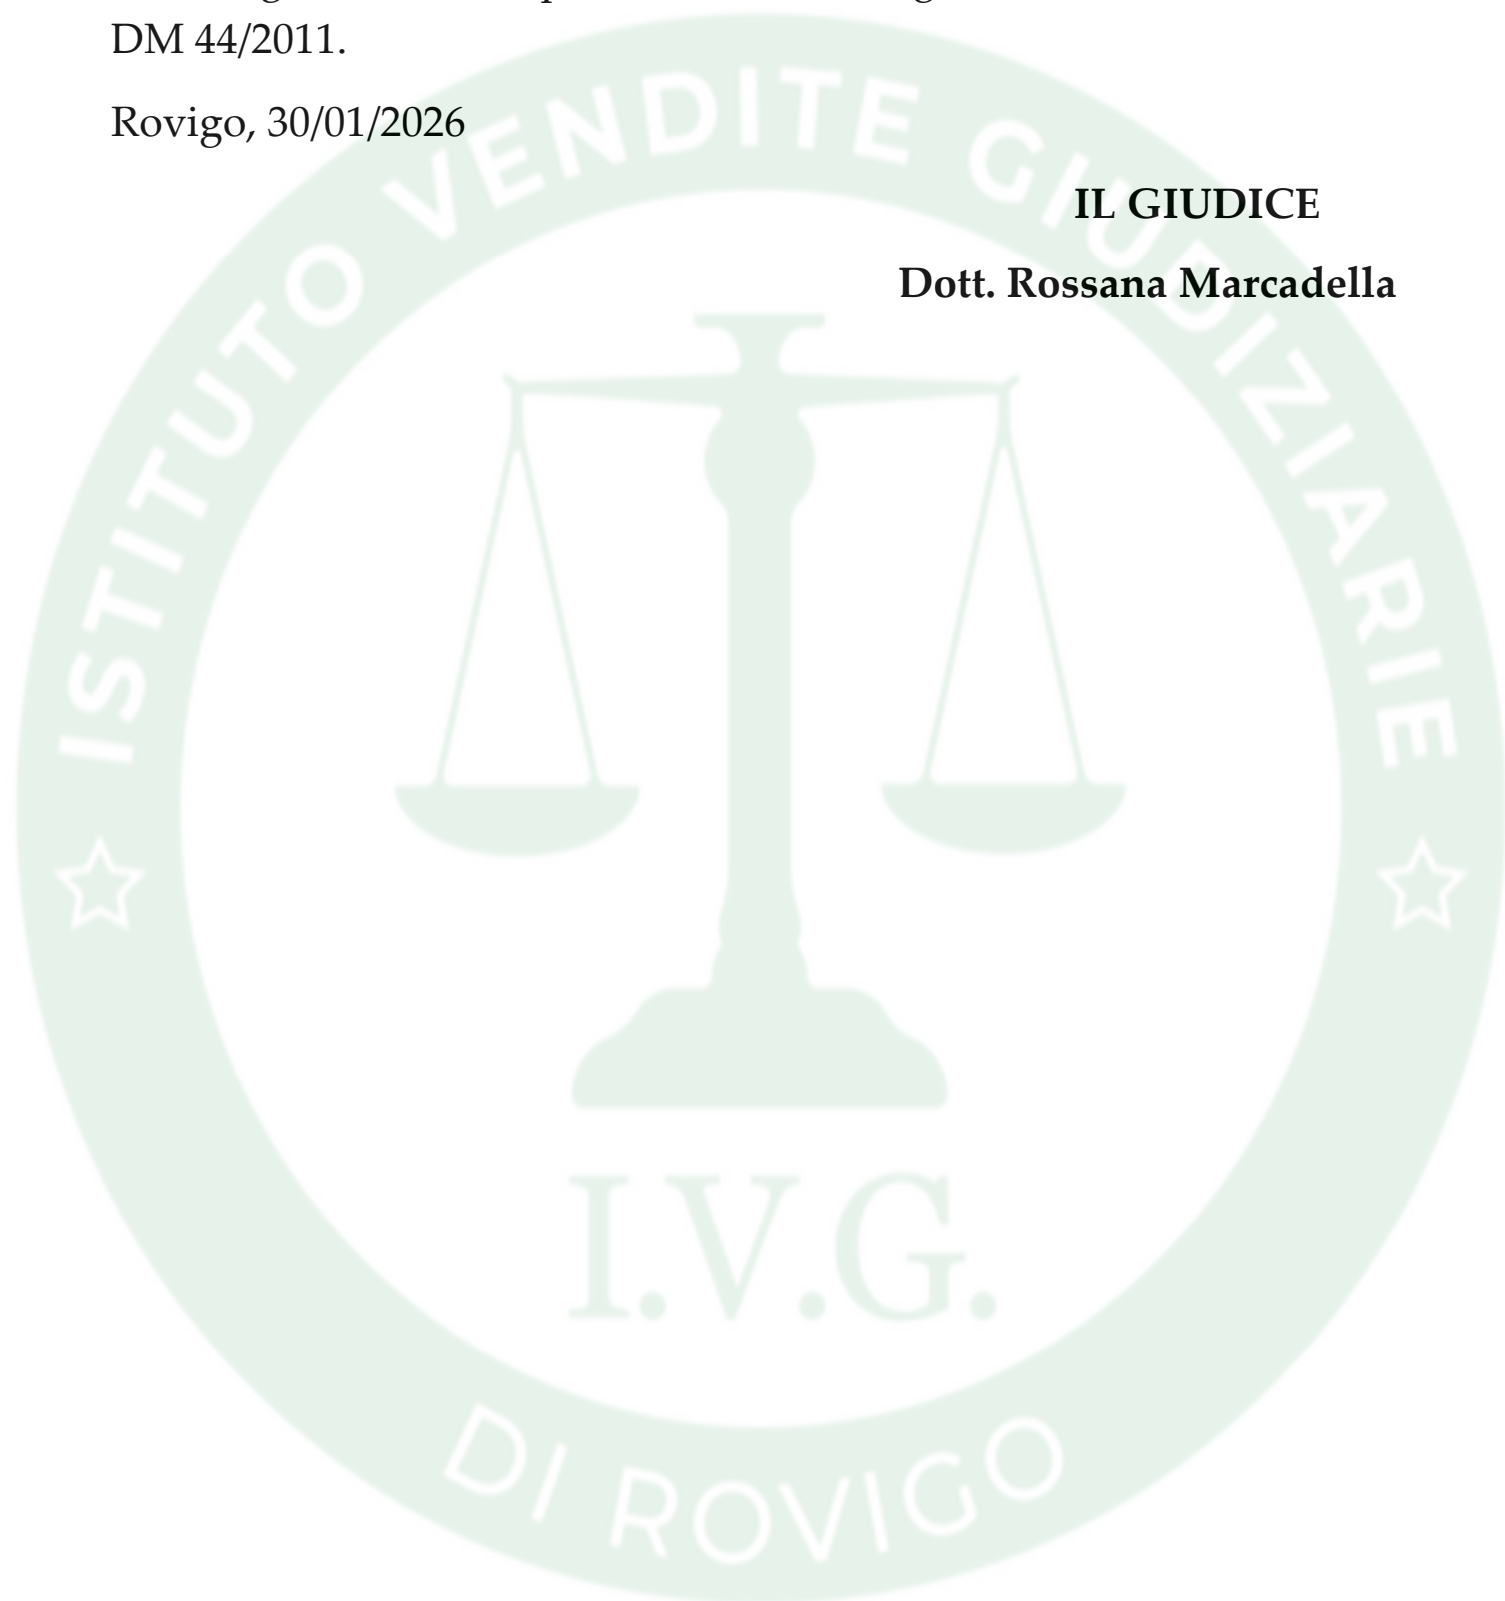 DM 44/2011.
Rovigo, 30/01/2026
IL GIUDICE
Dott. Rossana Marcadella
ISTITUTO VENDITE GIUDIZIARIE
I.V.G.
DI ROVIGO